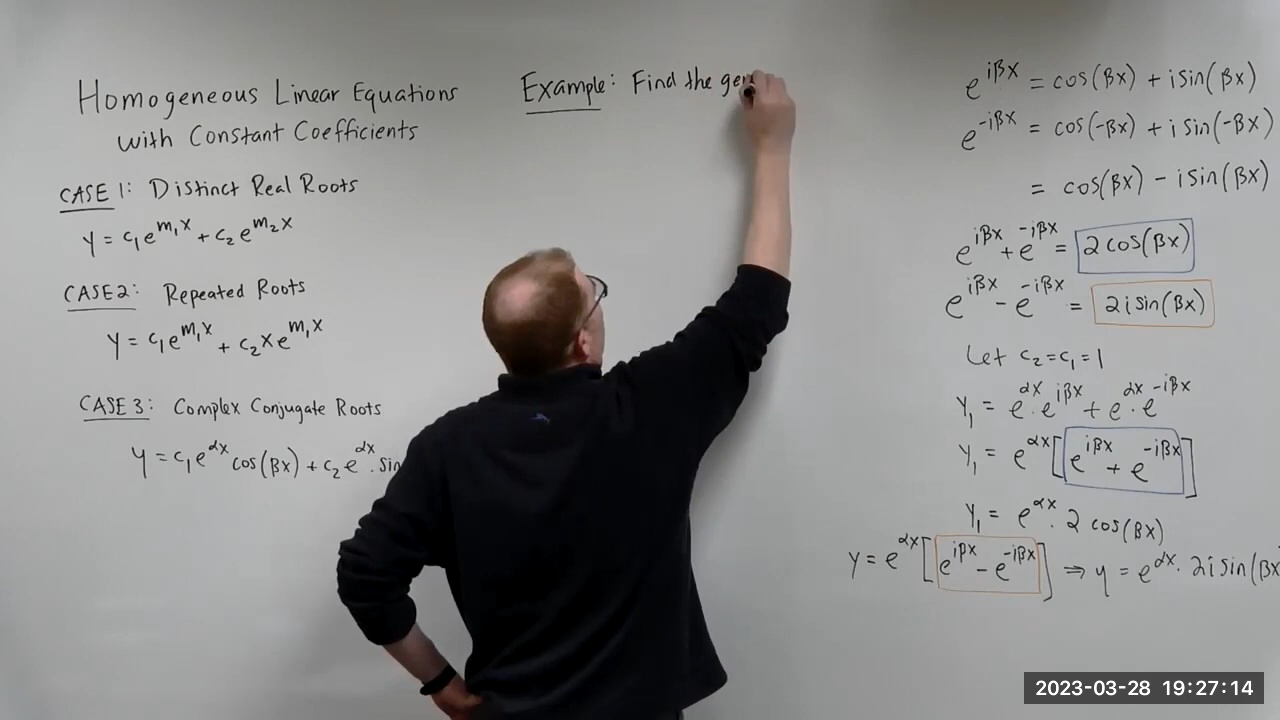 Homogeneous Linear Equations
with Constant Coefficients
CASE 1: Distinct Real Roots
y = c₁e^{m₁x} + c₂e^{m₂x}
CASE 2: Repeated Roots
y = c₁e^{m₁x} + c₂xe^{m₁x}
CASE 3: Complex Conjugate Roots
y = c₁e^{αx} cos(βx) + c₂e^{αx}·sin
Example: Find the gen
e^{iβx} = cos(βx) + i sin(βx)
e^{-iβx} = cos(-βx) + i sin(-βx)
= cos(βx) - i sin(βx)
e^{iβx} + e^{-iβx} = 2 cos(βx)
e^{iβx} - e^{-iβx} = 2i sin(βx)
Let c₂ = c₁ = 1
y₁ = e^{αx}·e^{iβx} + e^{αx}·e^{-iβx}
y₁ = e^{αx}[e^{iβx} + e^{-iβx}]
y₁ = e^{αx}·2 cos(βx)
y = e^{αx}[e^{iβx} - e^{-iβx}] ⇒ y = e^{αx}·2i sin(βx
2023-03-28 19:27:14